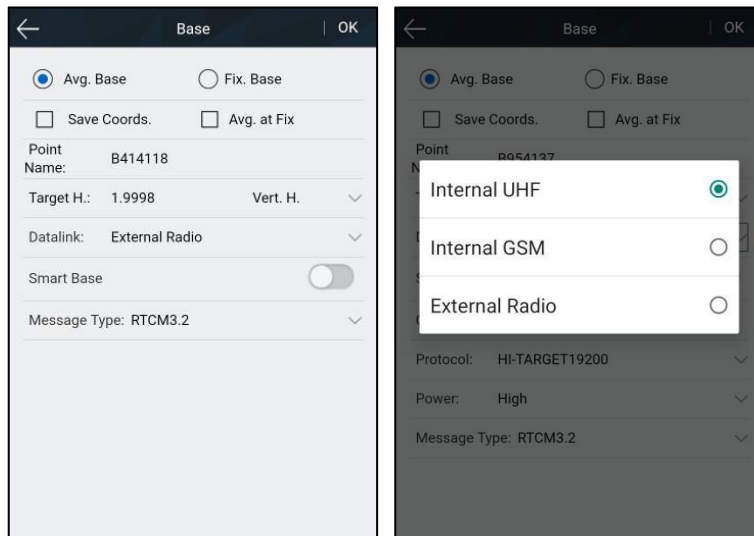 Base | OK
Avg. Base Fix. Base
Save Coords. Avg. at Fix
Point
Name: B414118
Target H.: 1.9998 Vert. H.
Datalink: External Radio
Smart Base
Message Type: RTCM3.2
Base | OK
Avg. Base Fix. Base
Save Coords. Avg. at Fix
Point
B954137
Internal UHF
Internal GSM
External Radio
Protocol: HI-TARGET19200
Power: High
Message Type: RTCM3.2